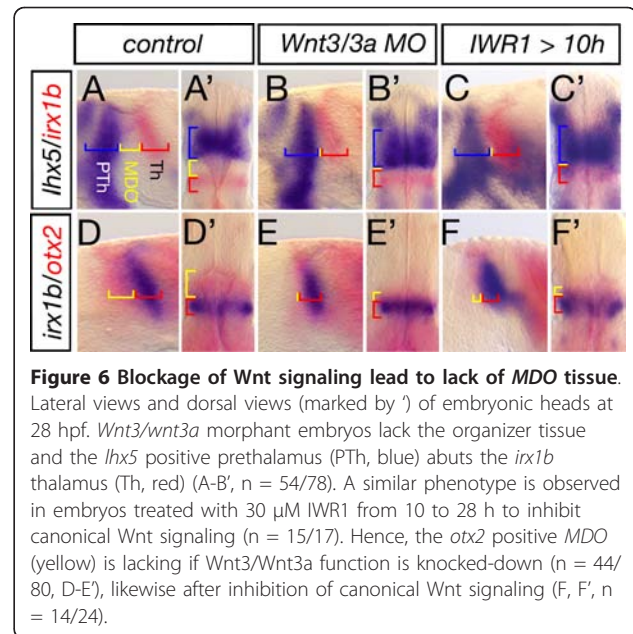 control Wnt3/3a MO IWR1 > 10h
lhx5/irx1b
A A' B B' C C'
PTh MDO Th
irx1b/otx2
D D' E E' F F'
Figure 6 Blockage of Wnt signaling lead to lack of MDO tissue.
Lateral views and dorsal views (marked by ‘) of embryonic heads at
28 hpf. Wnt3/wnt3a morphant embryos lack the organizer tissue
and the lhx5 positive prethalamus (PTh, blue) abuts the irx1b
thalamus (Th, red) (A-B’, n = 54/78). A similar phenotype is observed
in embryos treated with 30 μM IWR1 from 10 to 28 h to inhibit
canonical Wnt signaling (n = 15/17). Hence, the otx2 positive MDO
(yellow) is lacking if Wnt3/Wnt3a function is knocked-down (n = 44/
80, D-E’), likewise after inhibition of canonical Wnt signaling (F, F’, n
= 14/24).